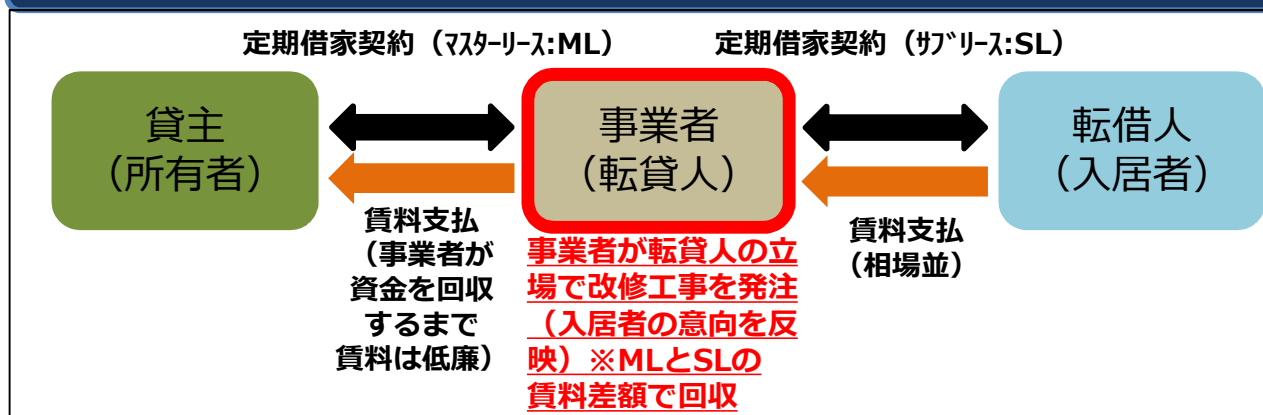 定期借家契約（ﾏｽﾀｰﾘｰｽ:ML）
定期借家契約（ｻﾌﾞﾘｰｽ:SL）
貸主
（所有者）
事業者
（転貸人）
転借人
（入居者）
賃料支払
（事業者が
資金を回収
するまで
賃料は低廉）
事業者が転貸人の立
場で改修工事を発注
（入居者の意向を反
映）※MLとSLの
賃料差額で回収
賃料支払
（相場並）